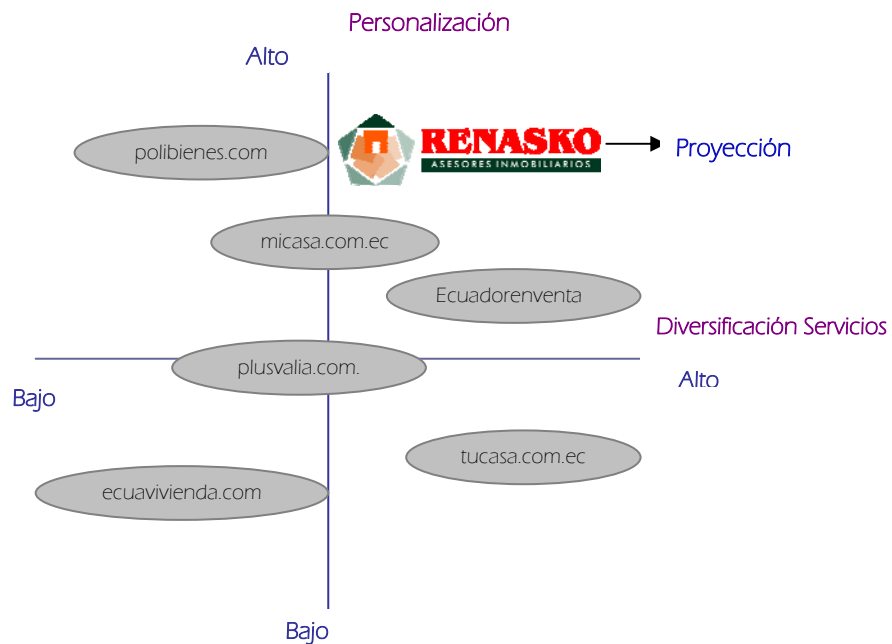 Personalización
Alto
polibienes.com
RENASKO
ASESORES INMOBILIARIOS
Proyección
micasa.com.ec
Ecuadorenventa
Diversificación Servicios
plusvalia.com.
Alto
Bajo
tucasa.com.ec
ecuavivienda.com
Bajo